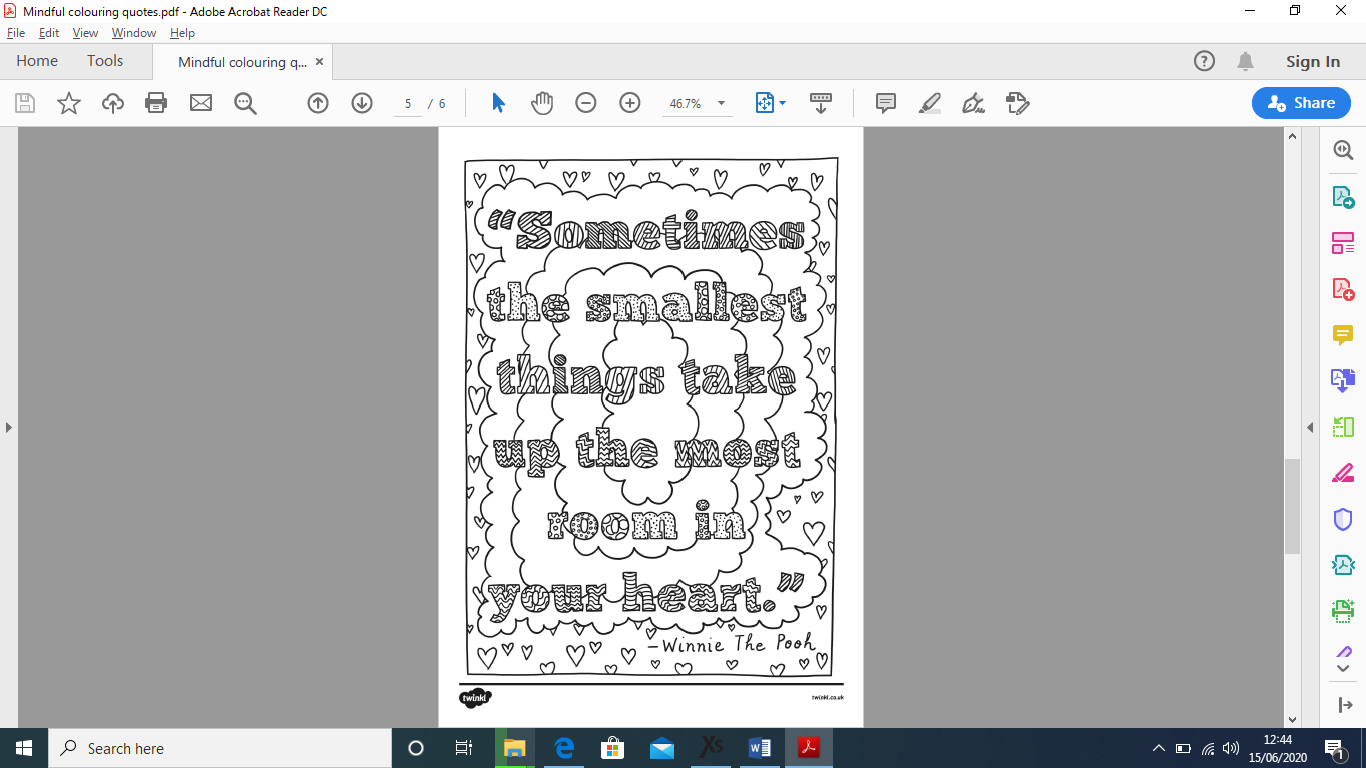 Mindful colouring quotes.pdf - Adobe Acrobat Reader DC
File Edit View Window Help
Home Tools Mindful colouring q... × Sign In
5 / 6 46.7% Share
“Sometimes
the smallest
things take
up the most
room in
your heart.”
–Winnie The Pooh
twinkl twinkl.co.uk
Search here
12:44
15/06/2020
1